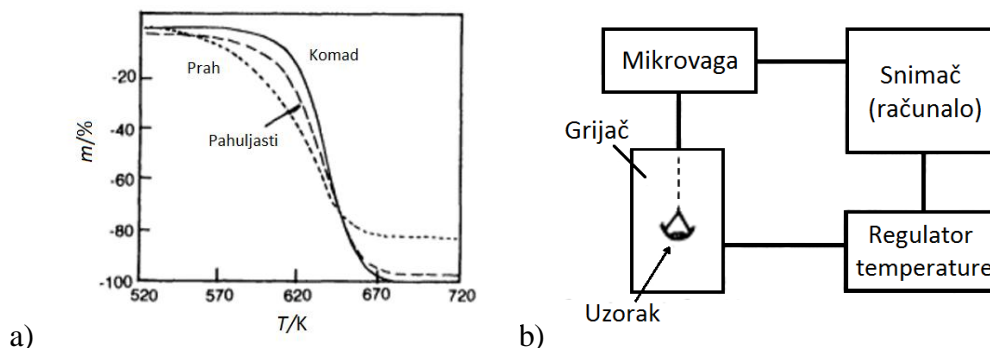 Komad
Prah
Pahuljasti
m/%
-20
-40
-60
-80
-100
520
570
620
670
720
T/K
a)
Mikrovaga
Snimač
(računalo)
Grijač
Regulator
temperature
Uzorak
b)